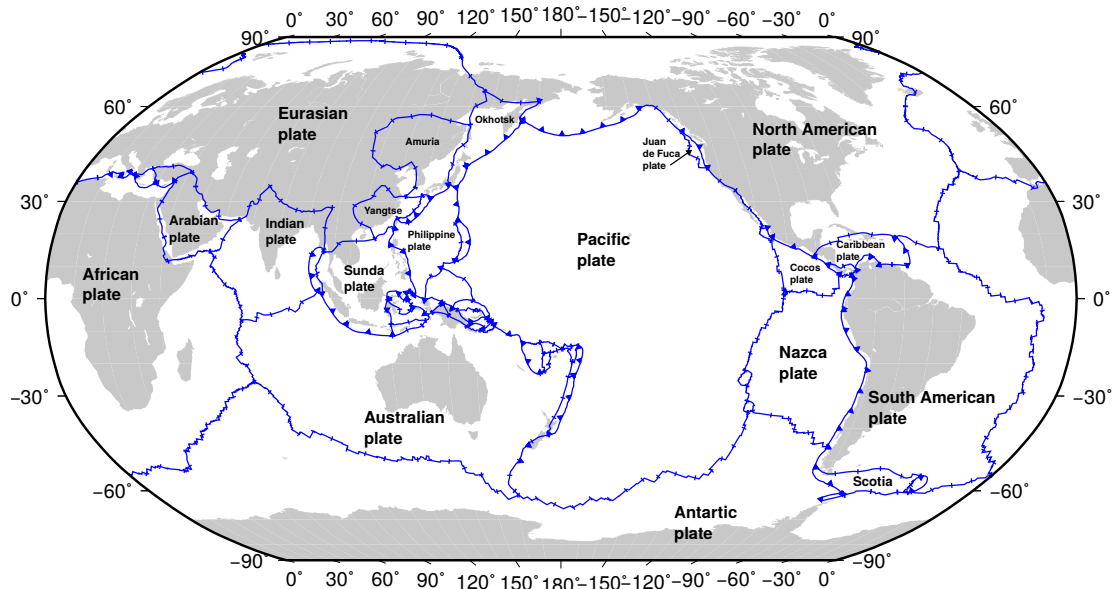 0° 30° 60° 90° 120° 150° 180° −150° −120° −90° −60° −30° 0°
90° 90°
60° 60°
30° 30°
0° 0°
−30° −30°
−60° −60°
−90° −90°
0° 30° 60° 90° 120° 150° 180° −150° −120° −90° −60° −30° 0°
Eurasian
plate
Okhotsk
Amuria
Juan
de Fuca
plate
North American
plate
Arabian
plate
Indian
plate
Yangtse
Philippine
plate
Pacific
plate
Caribbean
plate
African
plate
Sunda
plate
Cocos
plate
Nazca
plate
South American
plate
Australian
plate
Scotia
Antartic
plate